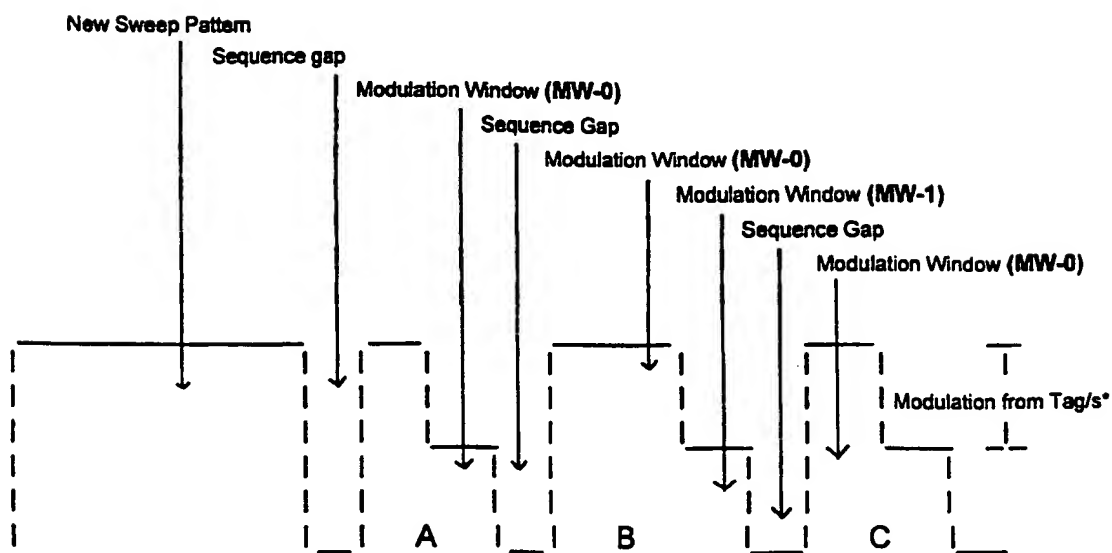 New Sweep Pattern
Sequence gap
Modulation Window (MW-0)
Sequence Gap
Modulation Window (MW-0)
Modulation Window (MW-1)
Sequence Gap
Modulation Window (MW-0)
Modulation from Tag/s*
A
B
C